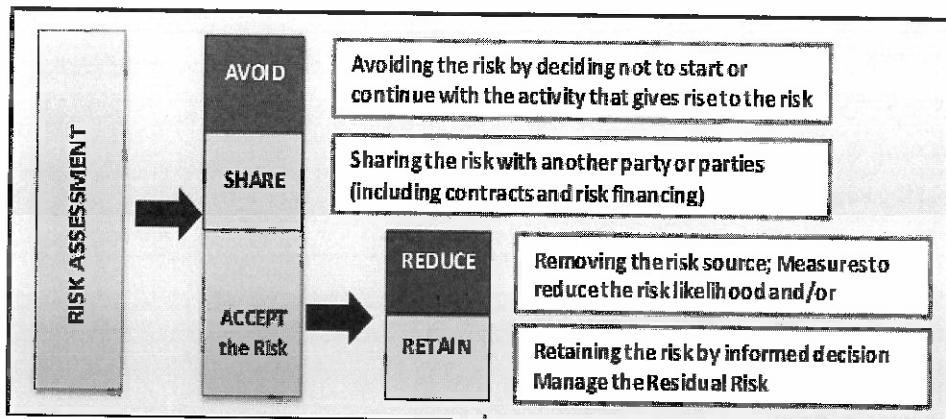 RISK ASSESSMENT
AVOID
Avoiding the risk by deciding not to start or
continue with the activity that gives rise to the risk
SHARE
Sharing the risk with another party or parties
(including contracts and risk financing)
ACCEPT
the Risk
REDUCE
Removing the risk source; Measures to
reduce the risk likelihood and/or
RETAIN
Retaining the risk by informed decision
Manage the Residual Risk